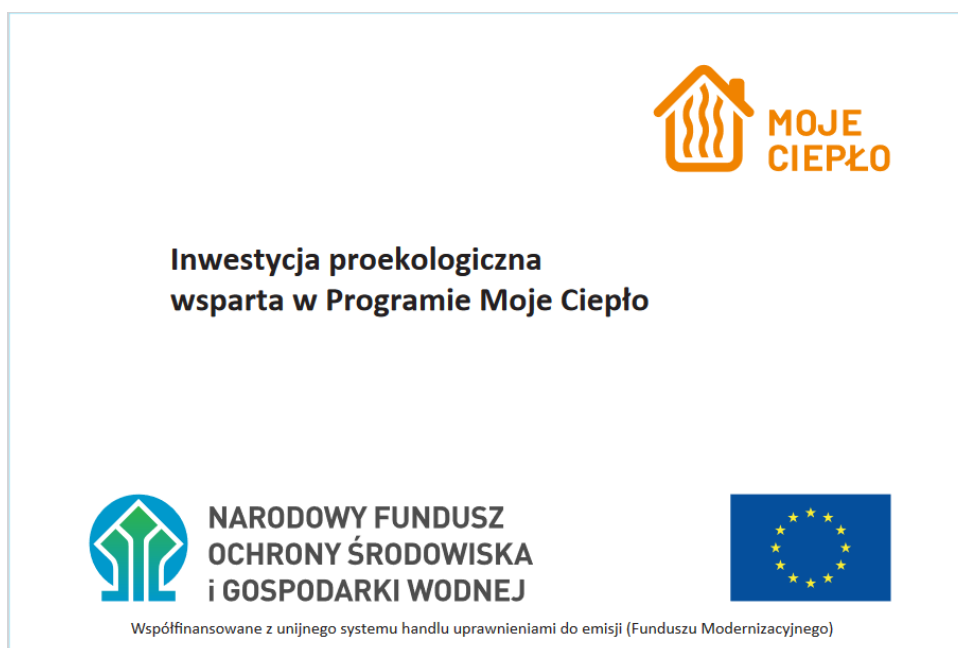 MOJE
CIEPŁO
Inwestycja proekologiczna
wsparta w Programie Moje Ciepło
NARODOWY FUNDUSZ
OCHRONY ŚRODOWISKA
i GOSPODARKI WODNEJ
Współfinansowane z unijnego systemu handlu uprawnieniami do emisji (Funduszu Modernizacyjnego)